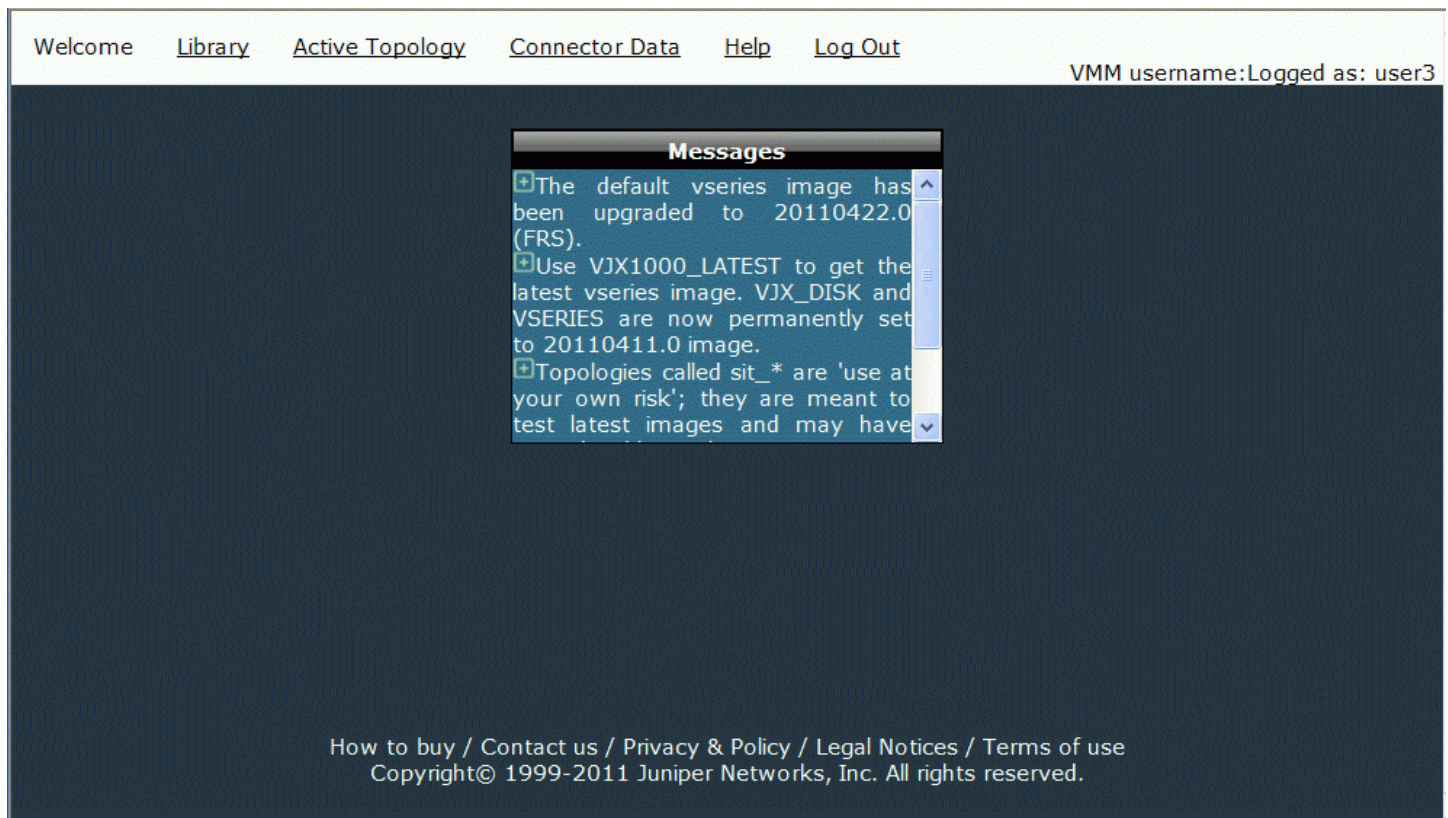 Welcome Library Active Topology Connector Data Help Log Out
VMM username:Logged as: user3
Messages
The default vseries image has
been upgraded to 20110422.0
(FRS).
Use VJX1000_LATEST to get the
latest vseries image. VJX_DISK and
VSERIES are now permanently set
to 20110411.0 image.
Topologies called sit_* are 'use at
your own risk'; they are meant to
test latest images and may have
How to buy / Contact us / Privacy & Policy / Legal Notices / Terms of use
Copyright© 1999-2011 Juniper Networks, Inc. All rights reserved.